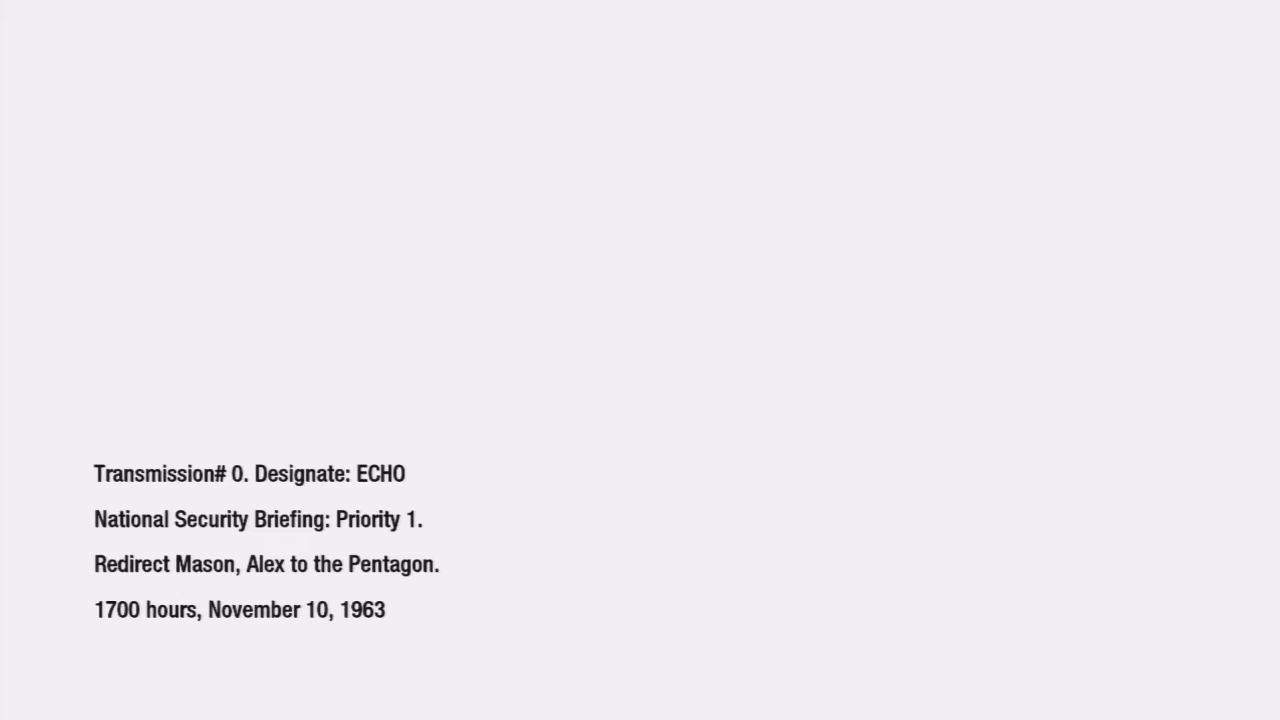 Transmission# 0. Designate: ECHO
National Security Briefing: Priority 1.
Redirect Mason, Alex to the Pentagon.
1700 hours, November 10, 1963